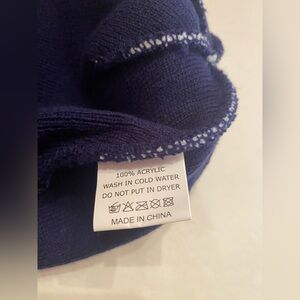 100% ACRYLIC
WASH IN COLD WATER
DO NOT PUT IN DRYER
MADE IN CHINA